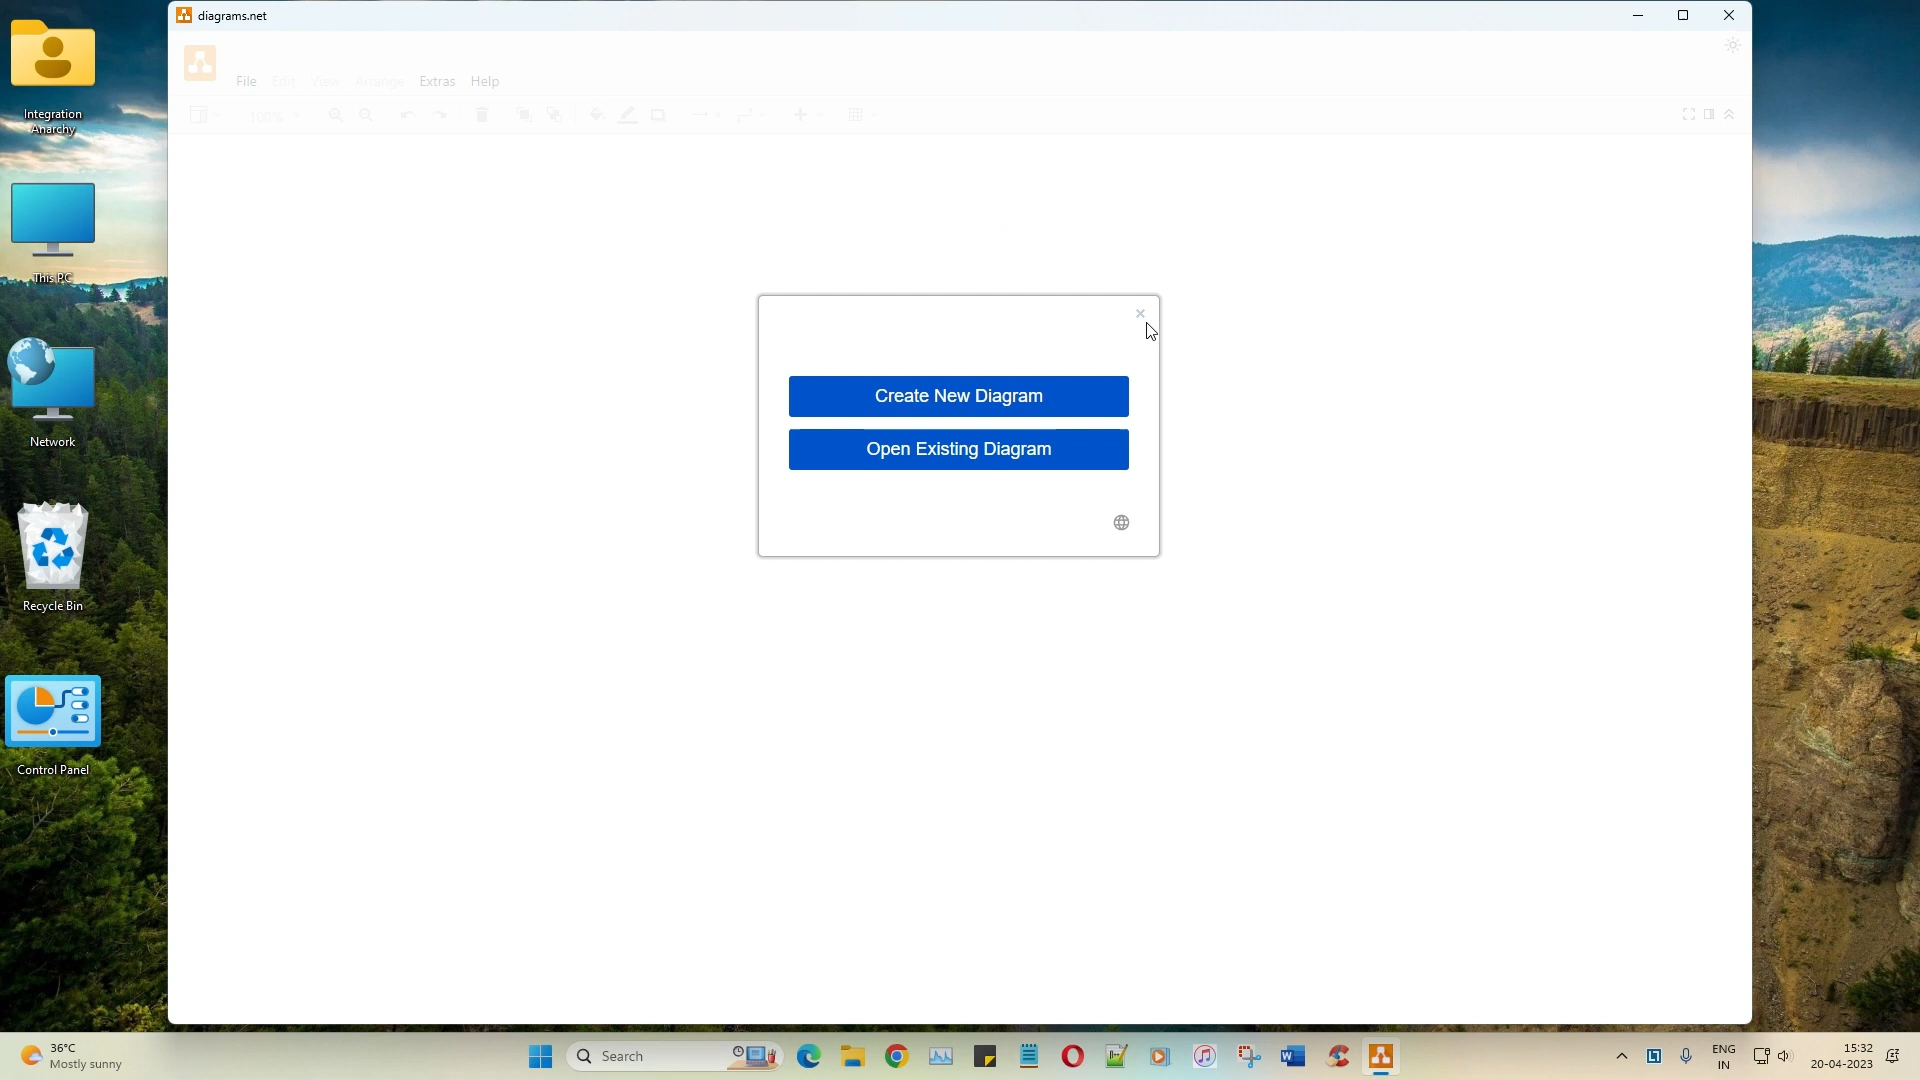 diagrams.net
File Edit View Arrange Extras Help
100%
Create New Diagram
Open Existing Diagram
Integration
Anarchy
This PC
Network
Recycle Bin
Control Panel
36°C
Mostly sunny
Search
ENG
IN
15:32
20-04-2023